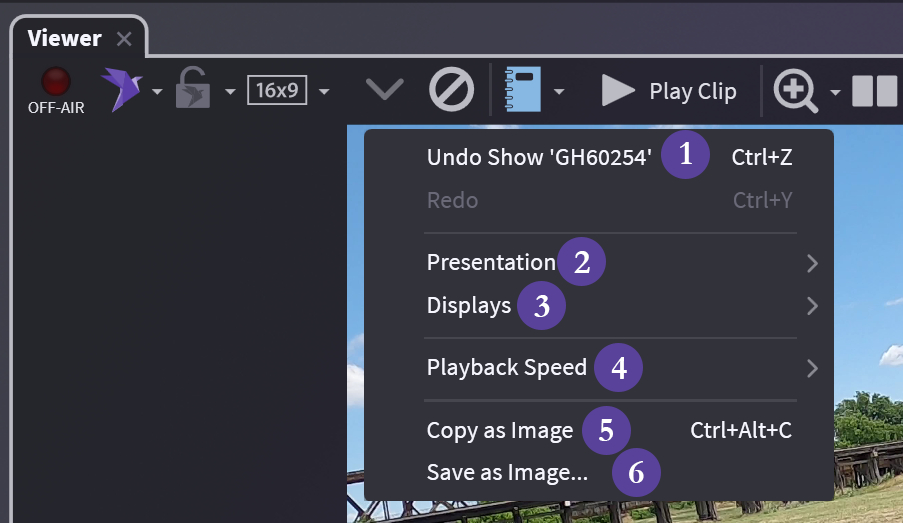 Viewer
OFF-AIR
16x9
Play Clip
Undo Show 'GH60254' 1 Ctrl+Z
Redo Ctrl+Y
Presentation 2
Displays 3
Playback Speed 4
Copy as Image 5 Ctrl+Alt+C
Save as Image... 6